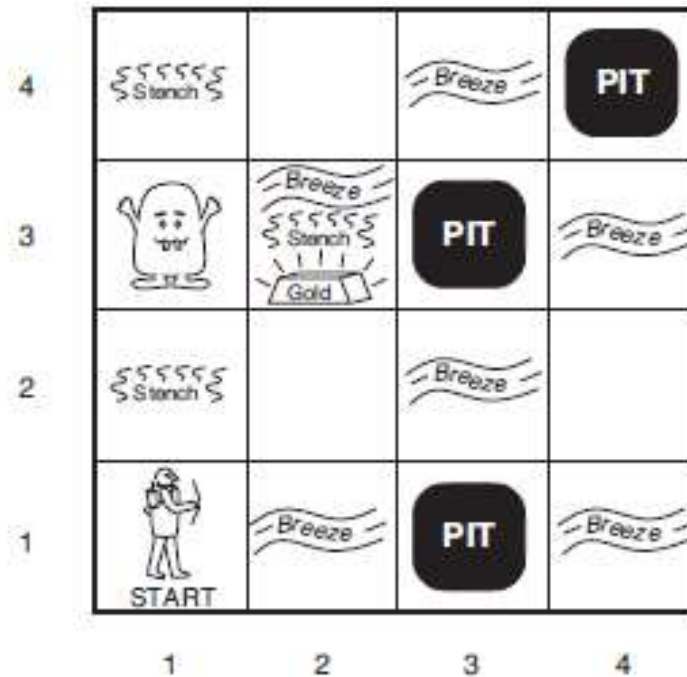 4
Stench
Breeze
PIT
3
Breeze
Stench
Gold
PIT
Breeze
2
Stench
Breeze
1
START
Breeze
PIT
Breeze
1 2 3 4